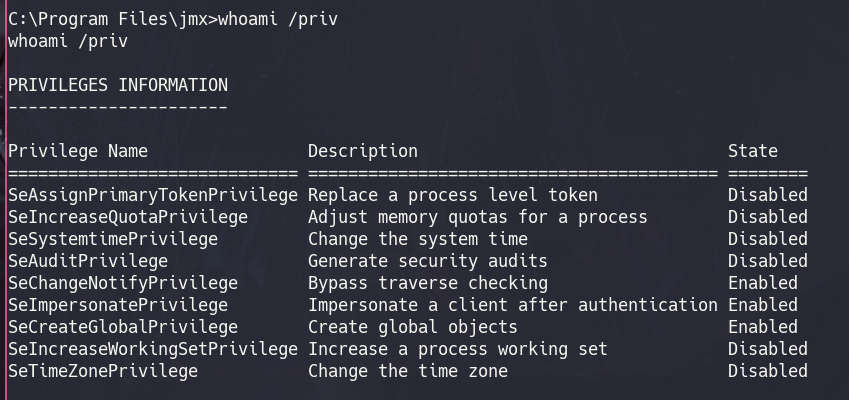 C:\Program Files\jmx>whoami /priv
whoami /priv
PRIVILEGES INFORMATION
----------------------
Privilege Name Description State
============================= ========================================= ========
SeAssignPrimaryTokenPrivilege Replace a process level token Disabled
SeIncreaseQuotaPrivilege Adjust memory quotas for a process Disabled
SeSystemtimePrivilege Change the system time Disabled
SeAuditPrivilege Generate security audits Disabled
SeChangeNotifyPrivilege Bypass traverse checking Enabled
SeImpersonatePrivilege Impersonate a client after authentication Enabled
SeCreateGlobalPrivilege Create global objects Enabled
SeIncreaseWorkingSetPrivilege Increase a process working set Disabled
SeTimeZonePrivilege Change the time zone Disabled